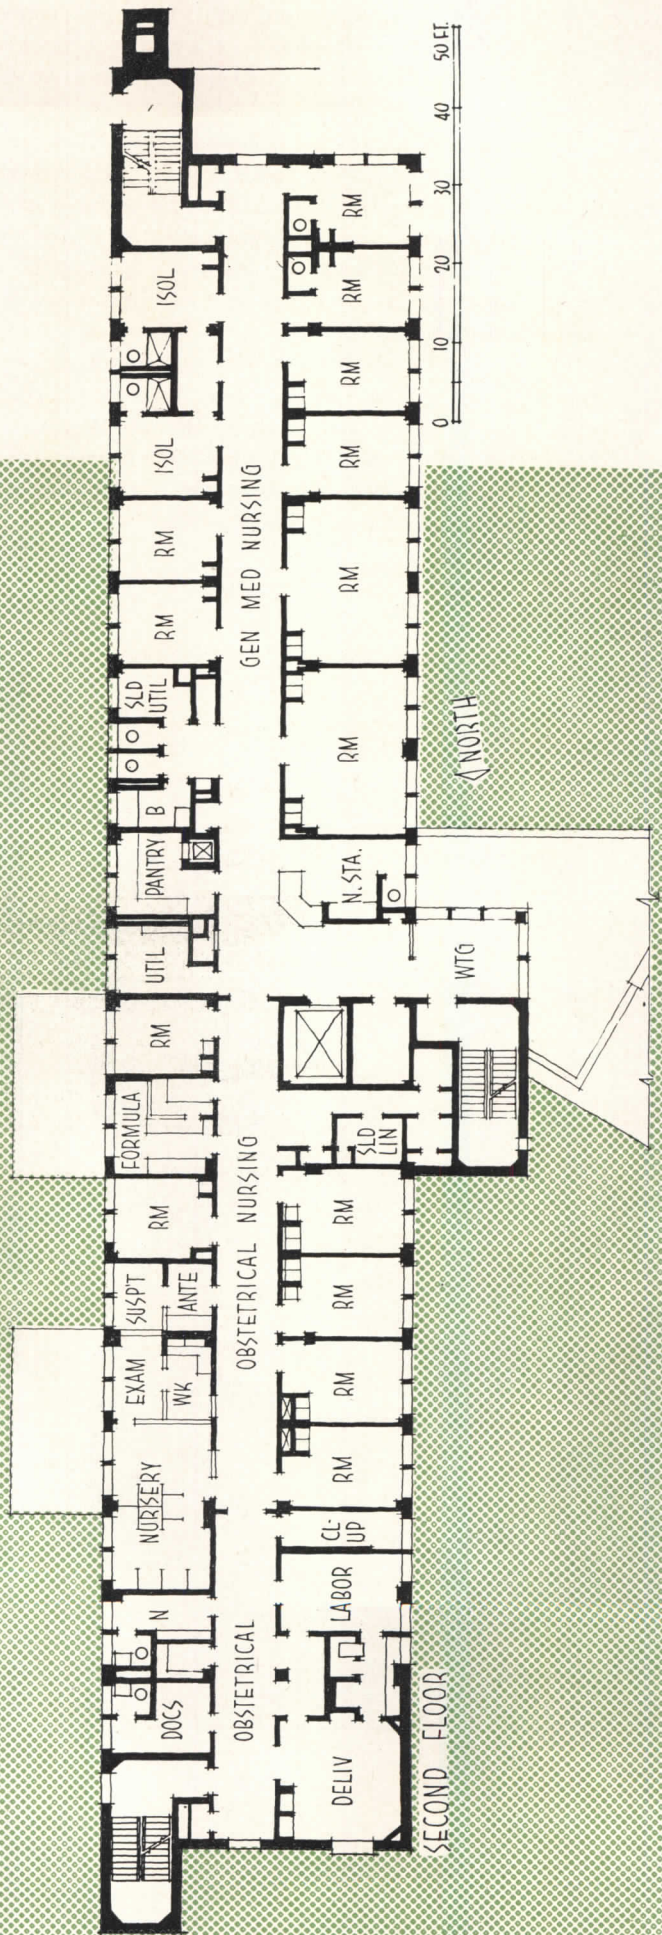 DOCS
N
NURSERY
EXAM
WK
SUSP'T
ANTE
RM
FORMULA
RM
UTIL
PANTRY
B
SLD
UTIL
RM
RM
ISOL
ISOL
OBSTETRICAL
OBSTETRICAL NURSING
GEN MED NURSING
DELIV
LABOR
CL-
UP
RM
RM
RM
RM
SLD
LIN
WTG
N. STA.
RM
RM
RM
RM
RM
RM
SECOND FLOOR
NORTH
0 10 20 30 40 50 FT.